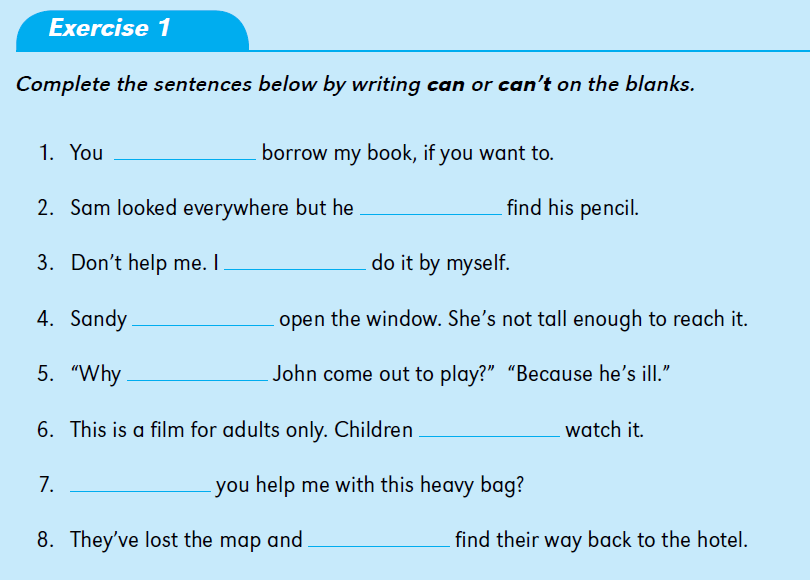 Exercise 1
Complete the sentences below by writing can or can’t on the blanks.
1. You ____________ borrow my book, if you want to.
2. Sam looked everywhere but he ____________ find his pencil.
3. Don’t help me. I ____________ do it by myself.
4. Sandy ____________ open the window. She’s not tall enough to reach it.
5. “Why ____________ John come out to play?” “Because he’s ill.”
6. This is a film for adults only. Children ____________ watch it.
7. ____________ you help me with this heavy bag?
8. They’ve lost the map and ____________ find their way back to the hotel.